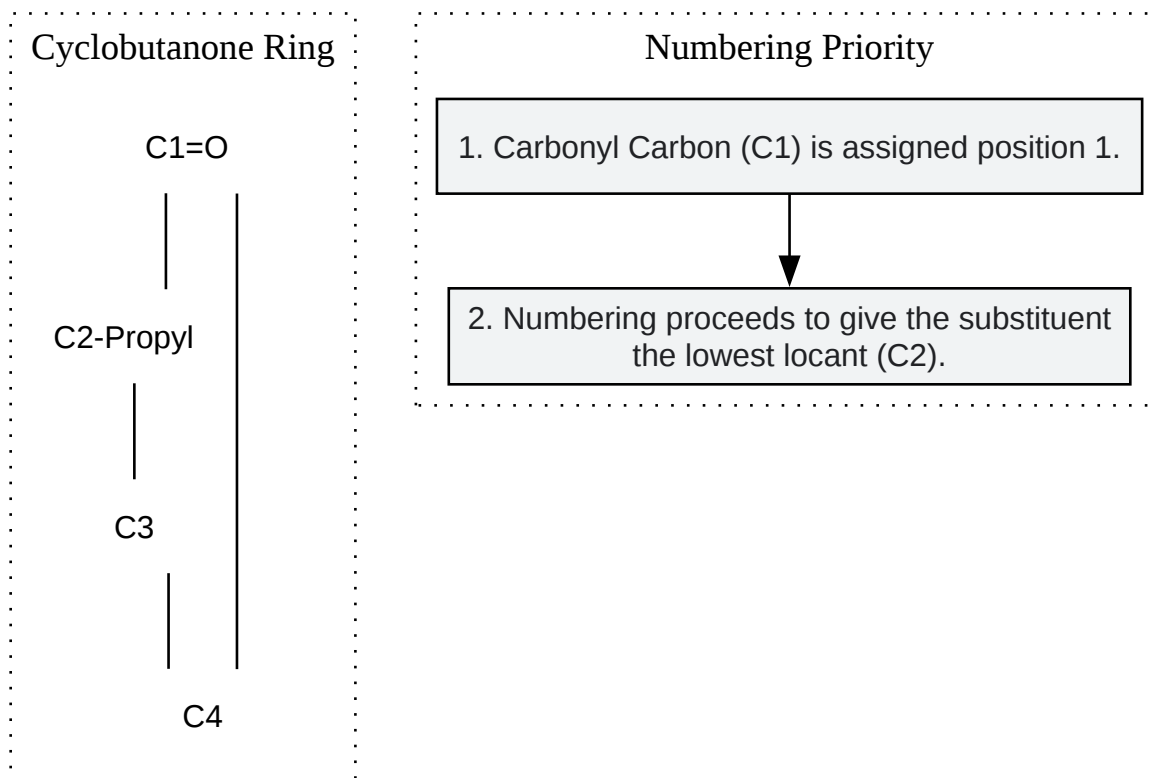 Cyclobutanone Ring
C1=O
C2-Propyl
C3
C4
Numbering Priority
1. Carbonyl Carbon (C1) is assigned position 1.
2. Numbering proceeds to give the substituent
the lowest locant (C2).